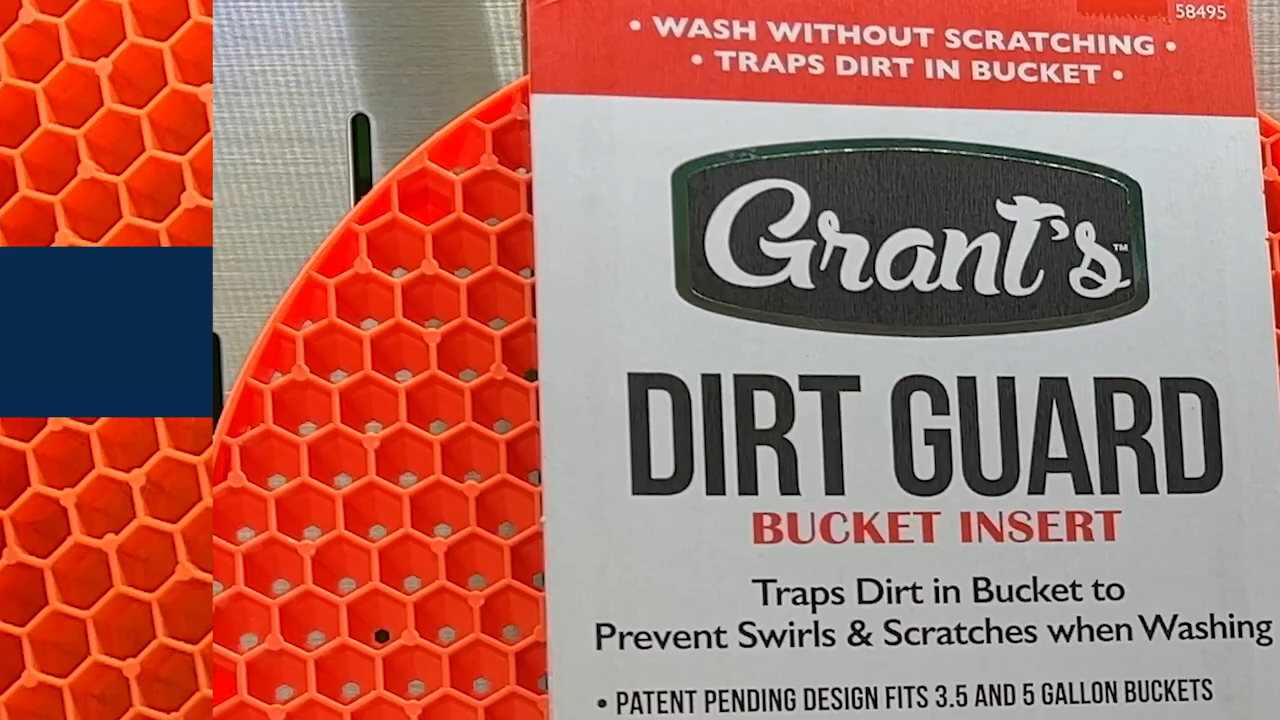 58495
• WASH WITHOUT SCRATCHING •
• TRAPS DIRT IN BUCKET •
Grant's™
DIRT GUARD
BUCKET INSERT
Traps Dirt in Bucket to
Prevent Swirls & Scratches when Washing
• PATENT PENDING DESIGN FITS 3.5 AND 5 GALLON BUCKETS